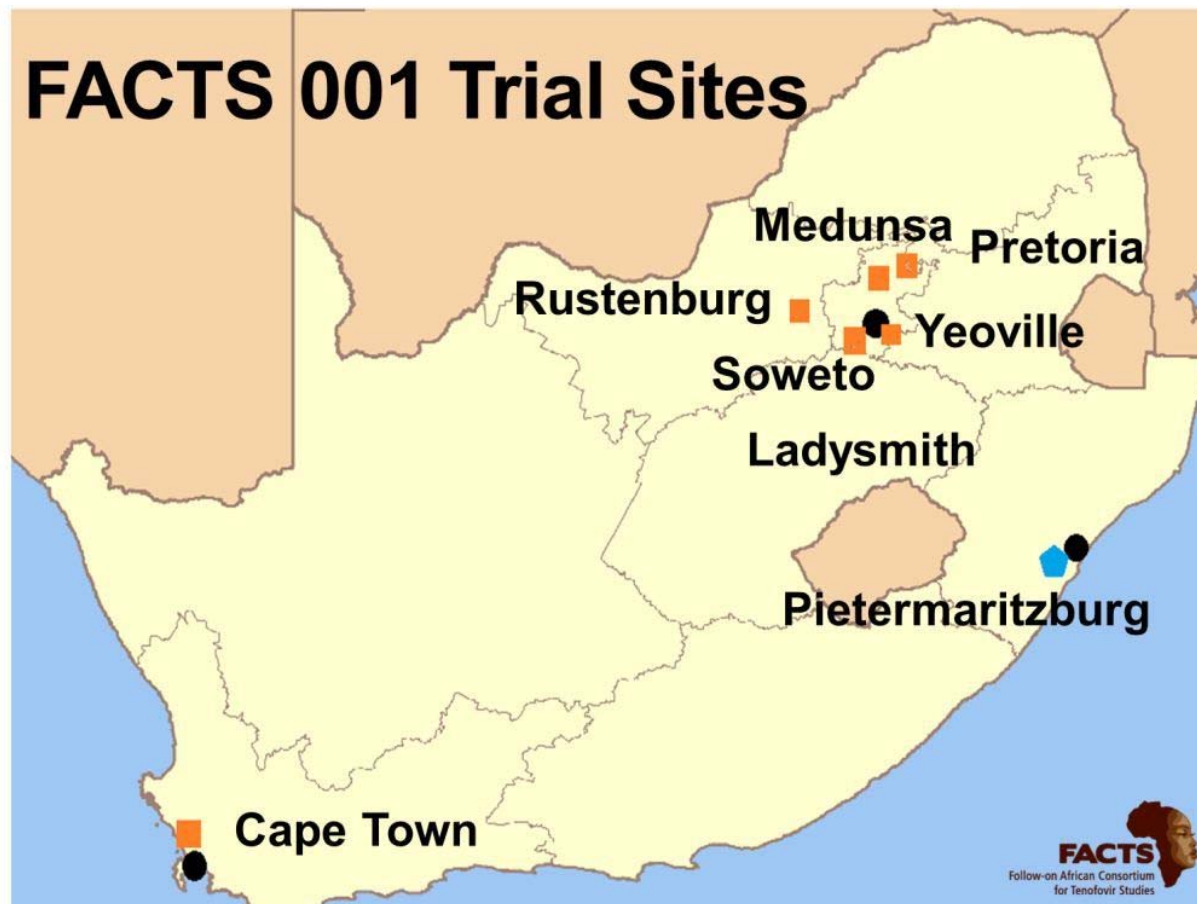 FACTS 001 Trial Sites
Medunsa
Pretoria
Rustenburg
Yeoville
Soweto
Ladysmith
Pietermaritzburg
Cape Town
FACTS
Follow-on African Consortium
for Tenofovir Studies